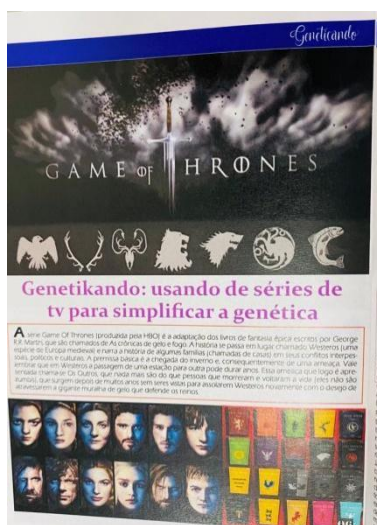 Geneticando
GAME OF THRONES
Genetikando: usando de séries de
tv para simplificar a genética
A série Game Of Thrones (produzida pela HBO) é a adaptação dos livros de fantasia épica escritos por George
R.R. Martin, que são chamados de As crônicas de gelo e fogo. A história se passa em lugar chamado Westeros (uma
espécie de Europa medieval) e narra a história de algumas famílias (chamadas de casas) em seus conflitos interpes-
soais, políticos e culturais. A premissa básica é a chegada do inverno e, consequentemente de uma ameaça. Vale
lembrar que em Westeros a passagem de uma estação para outra pode durar anos. Essa ameaça que logo é apre-
sentada chama-se Os Outros, que nada mais são do que pessoas que morreram e voltaram a vida (eles não são
zumbis), que surgem depois de muitos anos sem seres vistos para assolarem Westeros novamente com o desejo de
atravessarem a gigante muralha de gelo que defende os reinos.